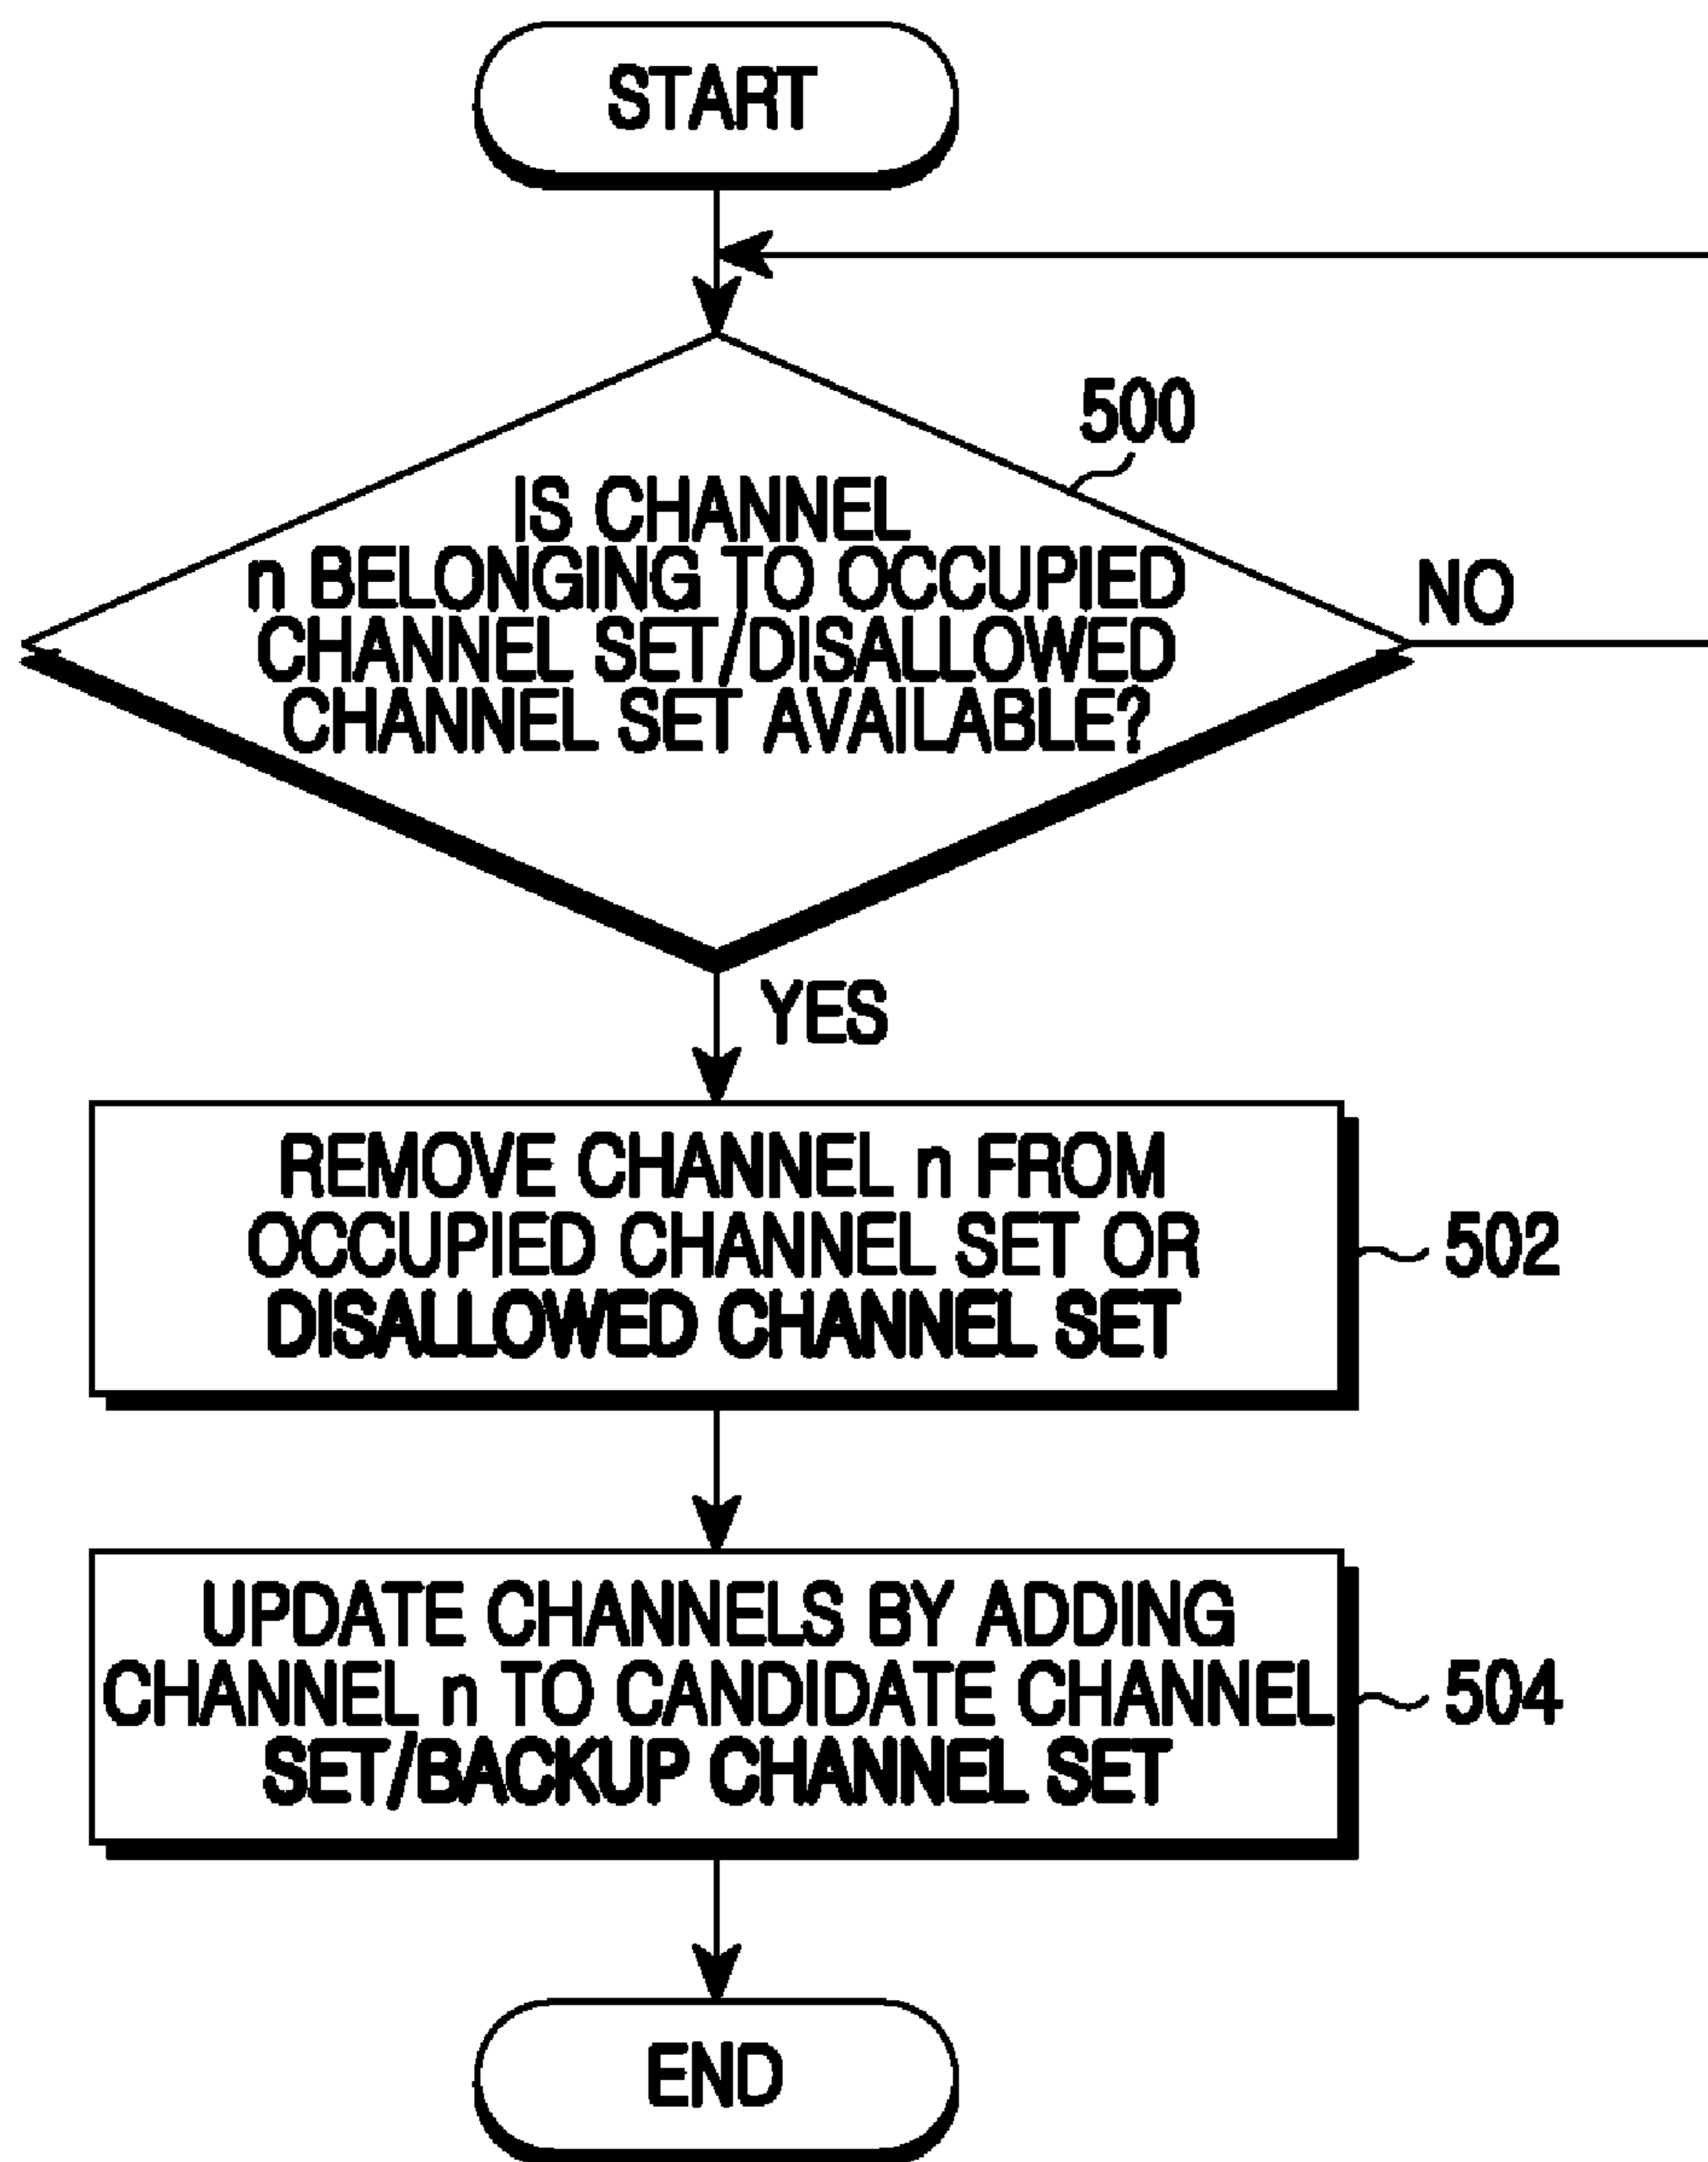 START
500
IS CHANNEL
n BELONGING TO OCCUPIED
CHANNEL SET/DISALLOWED
CHANNEL SET AVAILABLE?
NO
YES
REMOVE CHANNEL n FROM
OCCUPIED CHANNEL SET OR
DISALLOWED CHANNEL SET
502
UPDATE CHANNELS BY ADDING
CHANNEL n TO CANDIDATE CHANNEL
SET/BACKUP CHANNEL SET
504
END